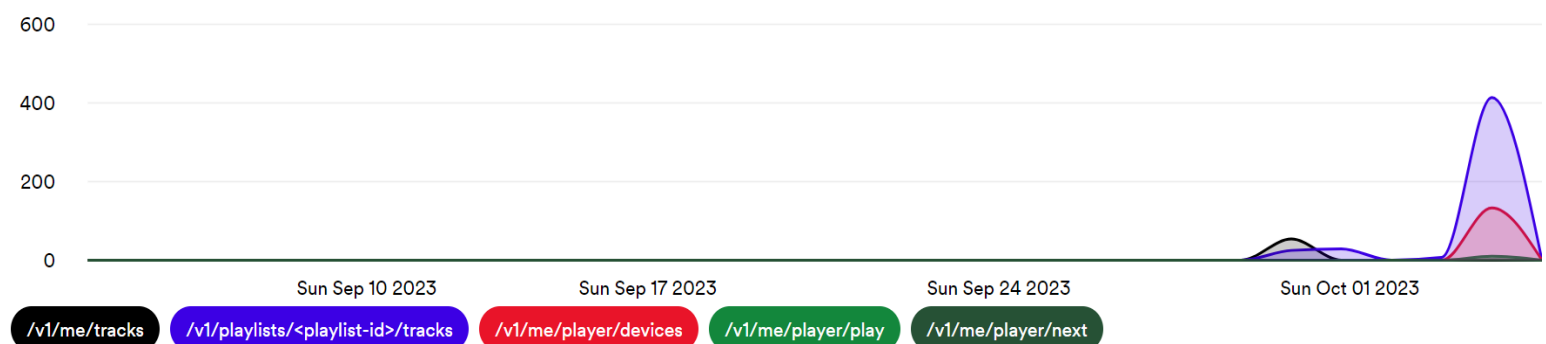 600
400
200
0
Sun Sep 10 2023 Sun Sep 17 2023 Sun Sep 24 2023 Sun Oct 01 2023
/v1/me/tracks /v1/playlists/<playlist-id>/tracks /v1/me/player/devices /v1/me/player/play /v1/me/player/next